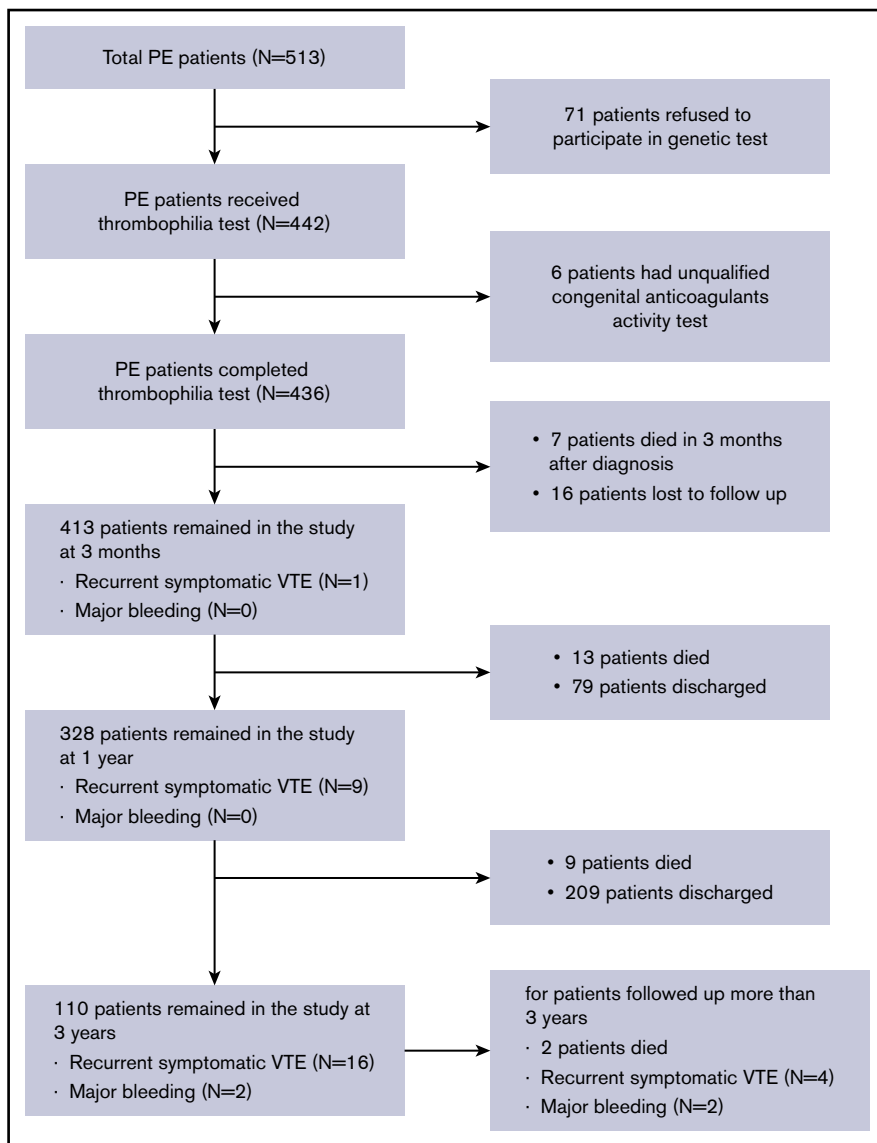 Total PE patients (N=513)
71 patients refused to
participate in genetic test
PE patients received
thrombophilia test (N=442)
6 patients had unqualified
congenital anticoagulants
activity test
PE patients completed
thrombophilia test (N=436)
• 7 patients died in 3 months
after diagnosis
• 16 patients lost to follow up
413 patients remained in the study
at 3 months
· Recurrent symptomatic VTE (N=1)
· Major bleeding (N=0)
• 13 patients died
• 79 patients discharged
328 patients remained in the study
at 1 year
· Recurrent symptomatic VTE (N=9)
· Major bleeding (N=0)
• 9 patients died
• 209 patients discharged
110 patients remained in the study at
3 years
· Recurrent symptomatic VTE (N=16)
· Major bleeding (N=2)
for patients followed up more than
3 years
· 2 patients died
· Recurrent symptomatic VTE (N=4)
· Major bleeding (N=2)